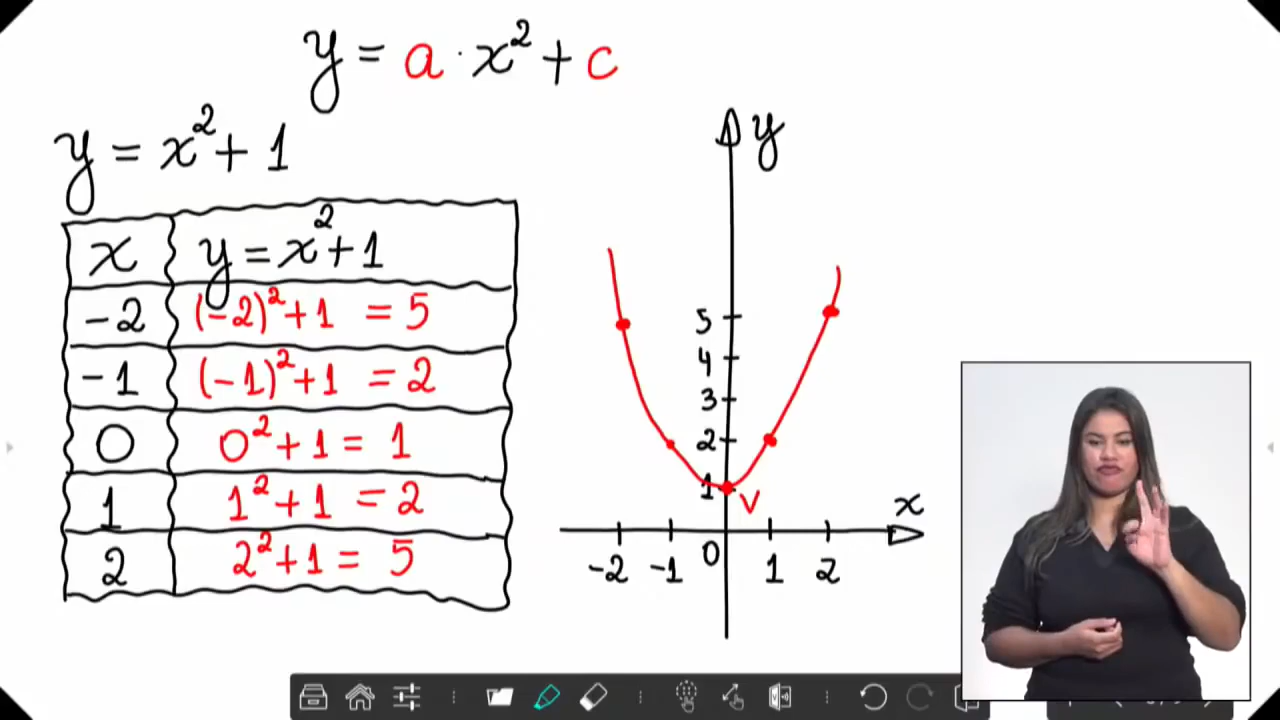 y = a · x² + c
y = x² + 1
x y = x² + 1
-2 (-2)² + 1 = 5
-1 (-1)² + 1 = 2
0 0² + 1 = 1
1 1² + 1 = 2
2 2² + 1 = 5
y
5
4
3
2
1 V
x
-2 -1 0 1 2